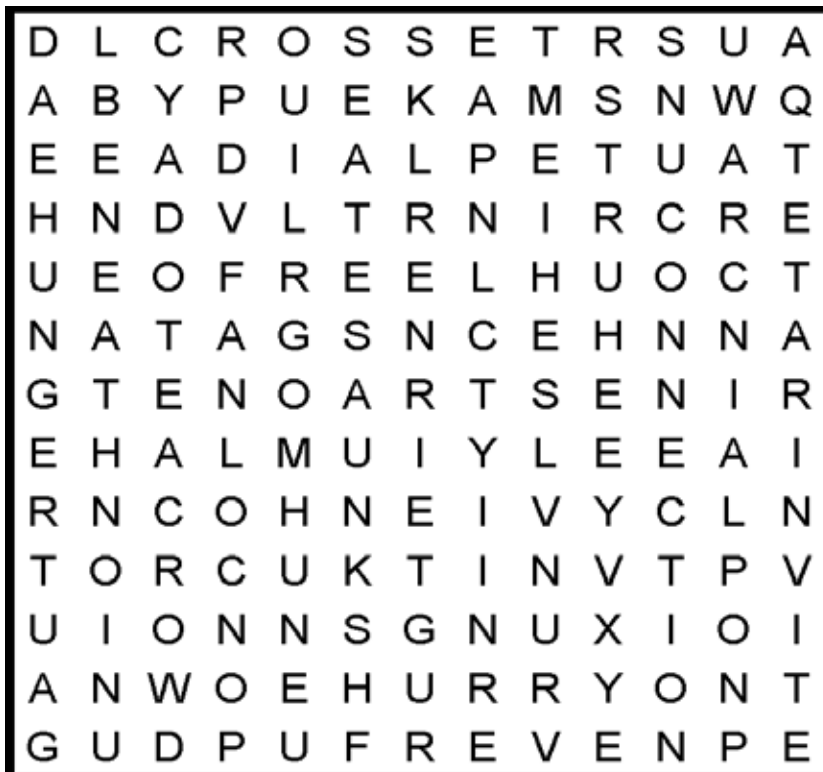 D L C R O S S E T R S U A
A B Y P U E K A M S N W Q
E E A D I A L P E T U A T
H N D V L T R N I R C R E
U E O F R E E L H U O C T
N A T A G S N C E H N N A
G T E N O A R T S E N I R
E H A L M U I Y L E E A I
R N C O H N E I V Y C L N
T O R C U K T I N V T P V
U I O N N S G N U X I O I
A N W O E H U R R Y O N T
G U D P U F R E V E N P E